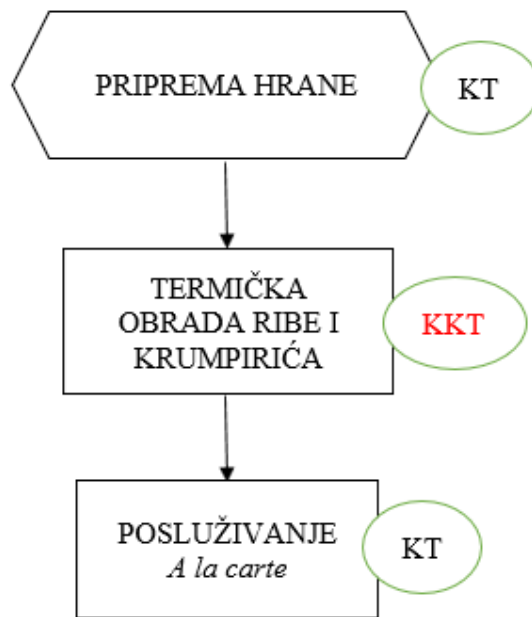 PRIPREMA HRANE
KT
TERMIČKA
OBRADA RIBE I
KRUMPIRIĆA
KKT
POSLUŽIVANJE
A la carte
KT